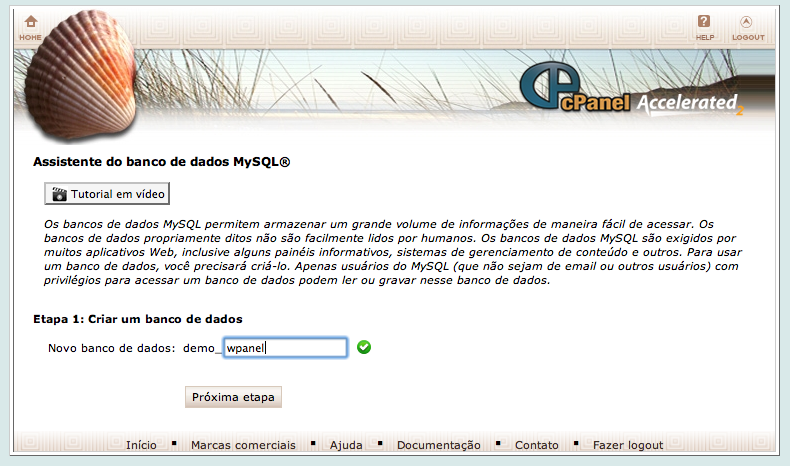 HOME
HELP
LOGOUT
cPanel Accelerated2
Assistente do banco de dados MySQL®
Tutorial em vídeo
Os bancos de dados MySQL permitem armazenar um grande volume de informações de maneira fácil de acessar. Os
bancos de dados propriamente ditos não são facilmente lidos por humanos. Os bancos de dados MySQL são exigidos por
muitos aplicativos Web, inclusive alguns painéis informativos, sistemas de gerenciamento de conteúdo e outros. Para usar
um banco de dados, você precisará criá-lo. Apenas usuários do MySQL (que não sejam de email ou outros usuários) com
privilégios para acessar um banco de dados podem ler ou gravar nesse banco de dados.
Etapa 1: Criar um banco de dados
Novo banco de dados: demo_wpanel
Próxima etapa
Início ▪ Marcas comerciais ▪ Ajuda ▪ Documentação ▪ Contato ▪ Fazer logout